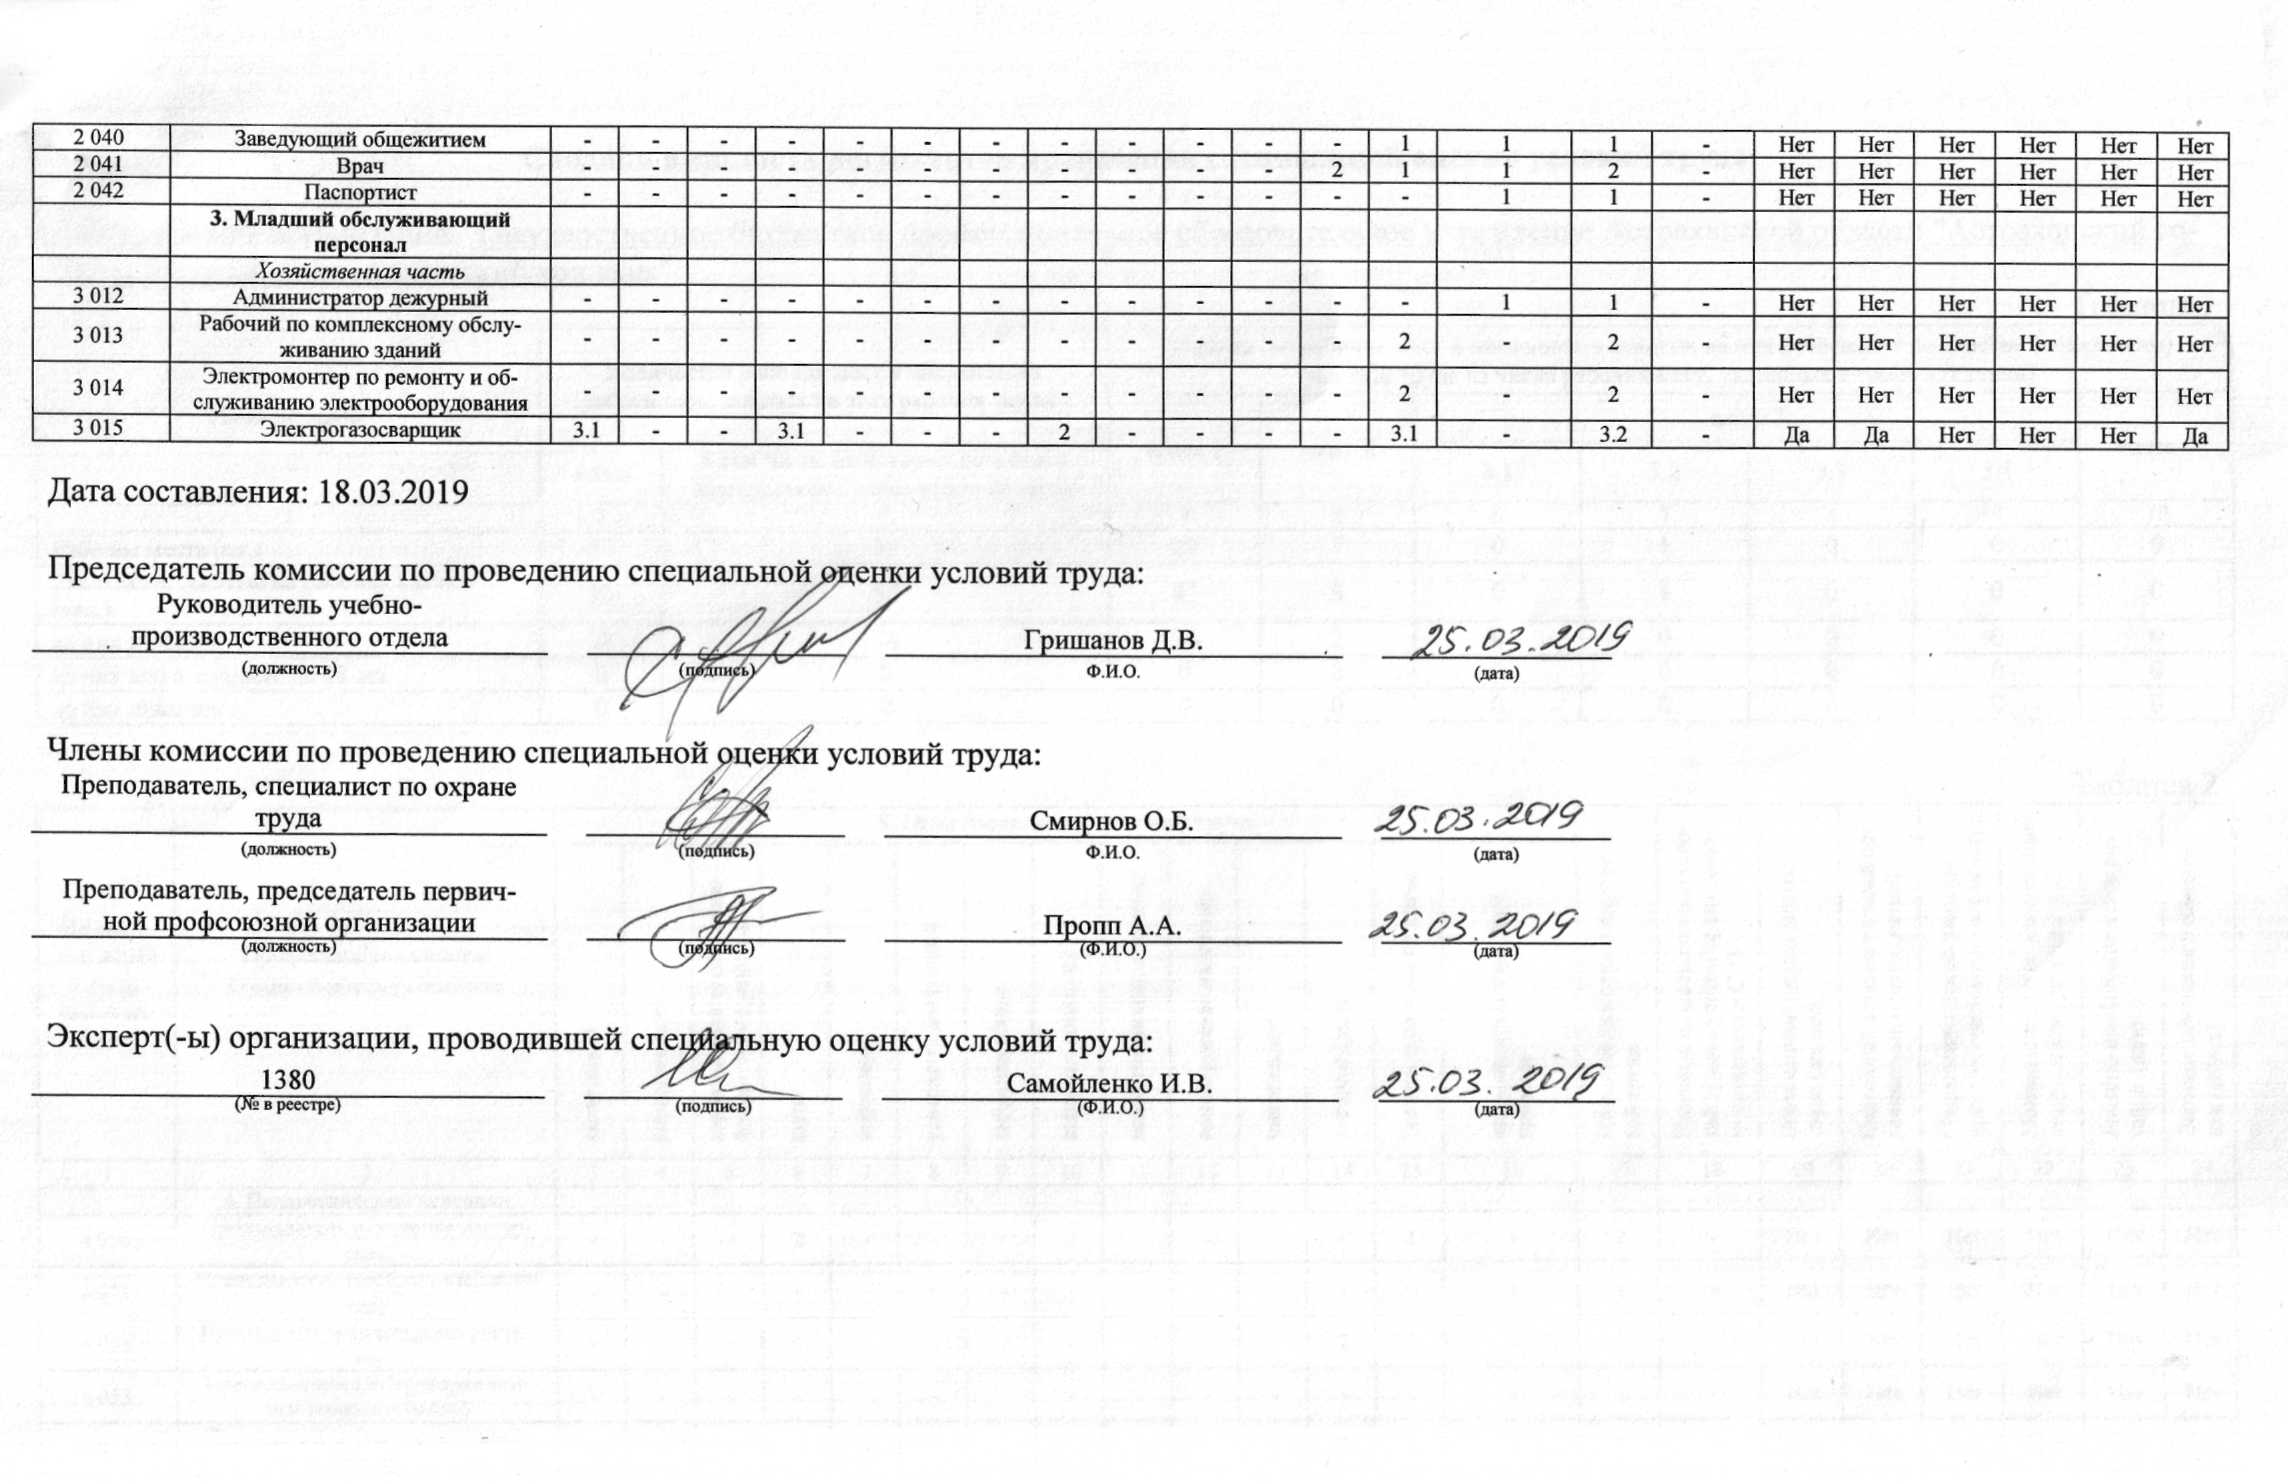 2 040 Заведующий общежитием - - - - - - - - - - - - 1 1 1 - Нет Нет Нет Нет Нет Нет
2 041 Врач - - - - - - - - - - - 2 1 1 2 - Нет Нет Нет Нет Нет Нет
2 042 Паспортист - - - - - - - - - - - - - 1 1 - Нет Нет Нет Нет Нет Нет
3. Младший обслуживающий
персонал
Хозяйственная часть
3 012 Администратор дежурный - - - - - - - - - - - - - 1 1 - Нет Нет Нет Нет Нет Нет
Рабочий по комплексному обслу-
3 013 живанию зданий - - - - - - - - - - - - 2 - 2 - Нет Нет Нет Нет Нет Нет
Электромонтер по ремонту и об-
3 014 служиванию электрооборудования - - - - - - - - - - - - 2 - 2 - Нет Нет Нет Нет Нет Нет
3 015 Электрогазосварщик 3.1 - - 3.1 - - - 2 - - - - 3.1 - 3.2 - Да Да Нет Нет Нет Да
Дата составления: 18.03.2019
Председатель комиссии по проведению специальной оценки условий труда:
Руководитель учебно-
производственного отдела Гришанов Д.В. 25.03.2019
(должность) (подпись) Ф.И.О. (дата)
Члены комиссии по проведению специальной оценки условий труда:
Преподаватель, специалист по охране
труда Смирнов О.Б. 25.03.2019
(должность) (подпись) Ф.И.О. (дата)
Преподаватель, председатель первич-
ной профсоюзной организации Пропп А.А. 25.03.2019
(должность) (подпись) (Ф.И.О.) (дата)
Эксперт(-ы) организации, проводившей специальную оценку условий труда:
1380 Самойленко И.В. 25.03.2019
(№ в реестре) (подпись) (Ф.И.О.) (дата)